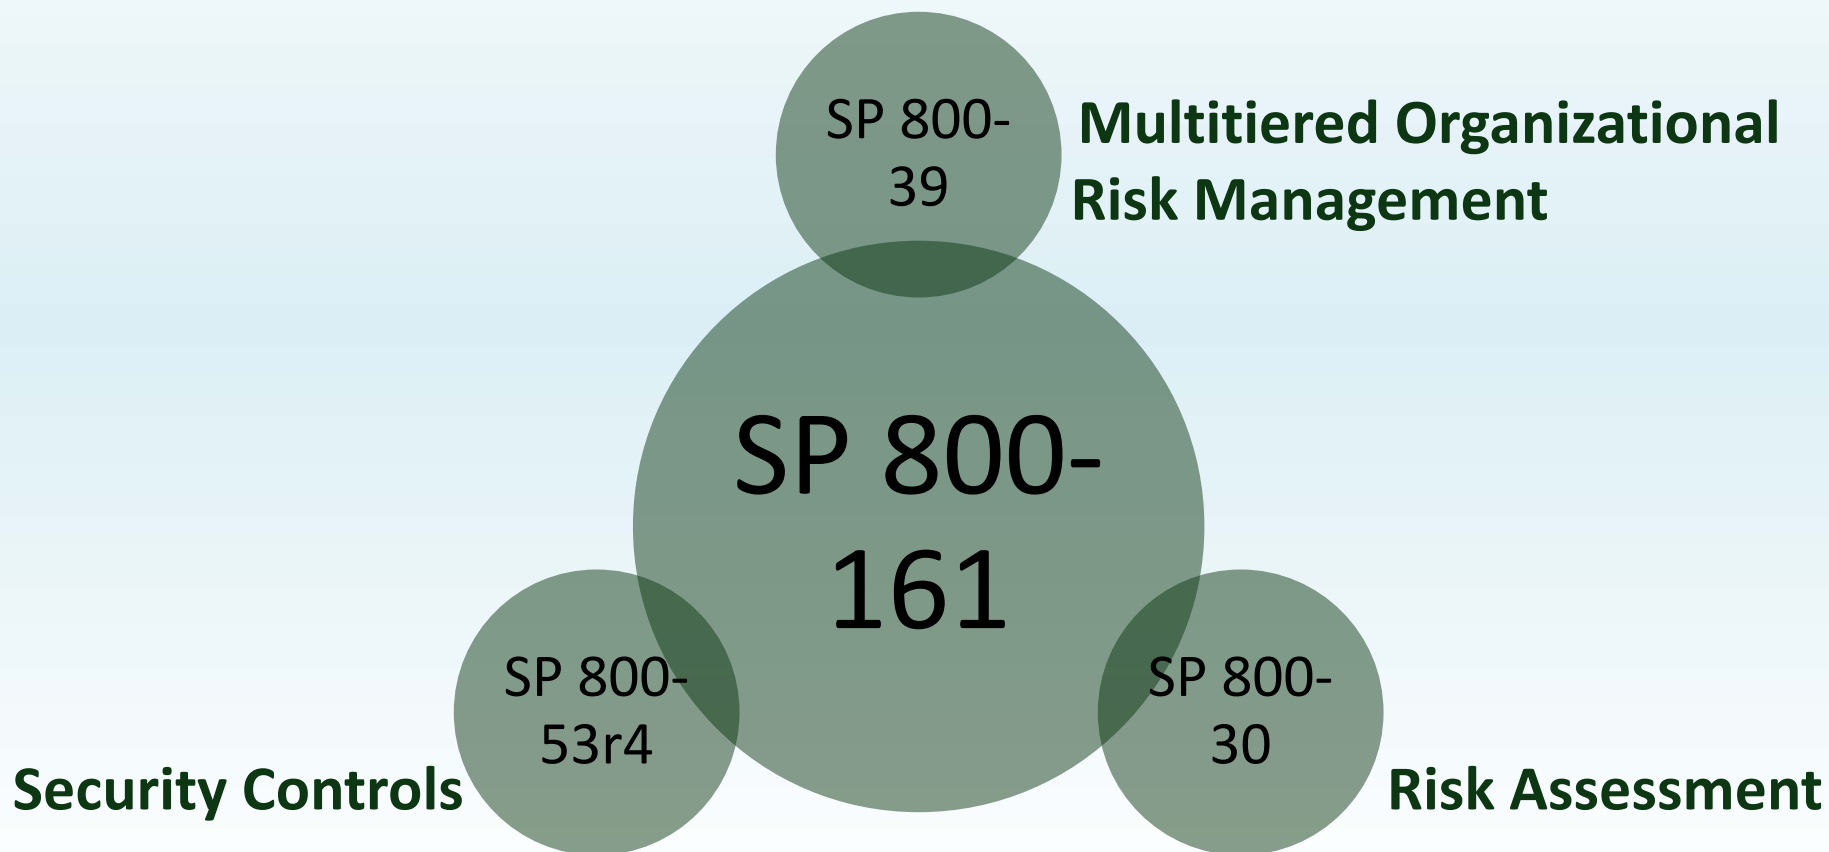 SP 800-
39
Multitiered Organizational
Risk Management
SP 800-
161
SP 800-
53r4
Security Controls
SP 800-
30
Risk Assessment